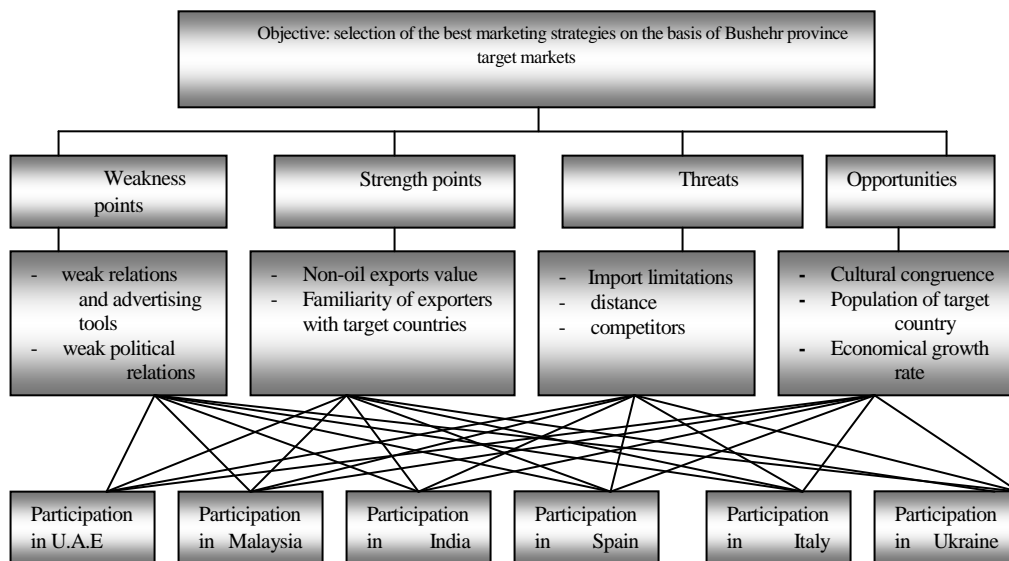 Objective: selection of the best marketing strategies on the basis of Bushehr province
target markets
Weakness
points
Strength points
Threats
Opportunities
- weak relations
and advertising
tools
- weak political
relations
- Non-oil exports value
- Familiarity of exporters
with target countries
- Import limitations
- distance
- competitors
- Cultural congruence
- Population of target
country
- Economical growth
rate
Participation
in U.A.E
Participation
in Malaysia
Participation
in India
Participation
in Spain
Participation
in Italy
Participation
in Ukraine